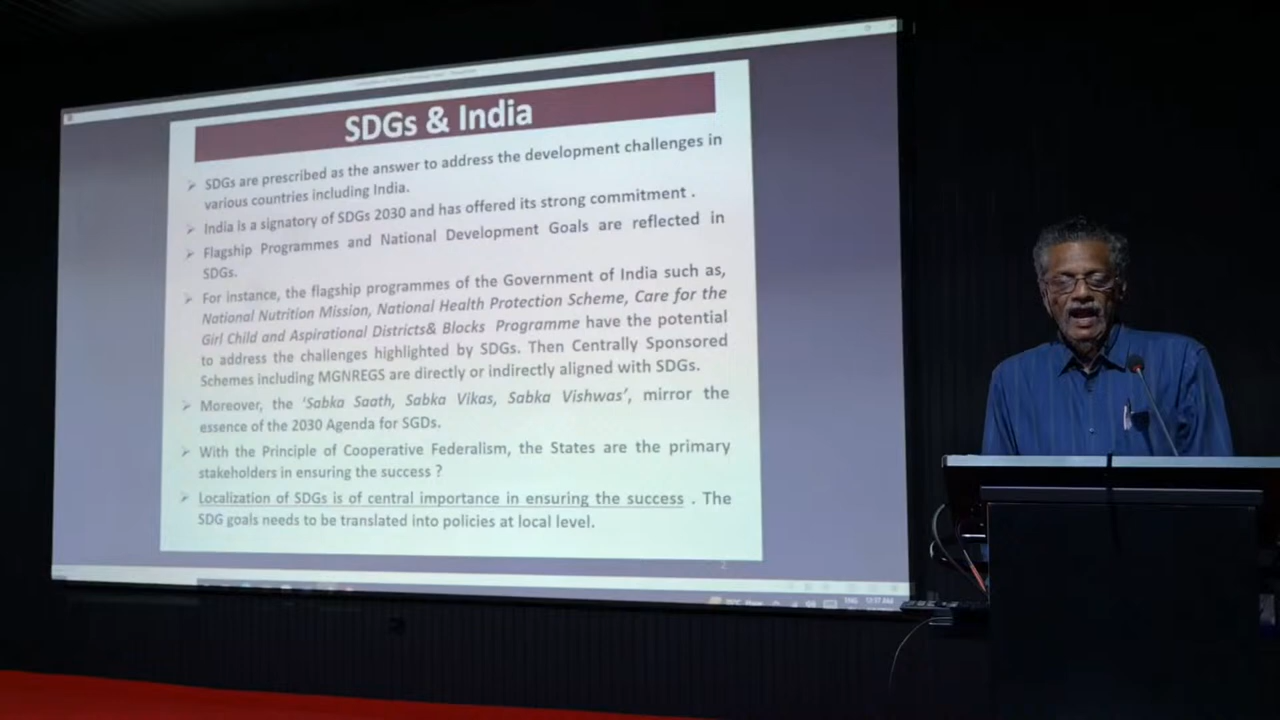 SDGs & India
➢ SDGs are prescribed as the answer to address the development challenges in
various countries including India.
➢ India is a signatory of SDGs 2030 and has offered its strong commitment .
➢ Flagship Programmes and National Development Goals are reflected in
SDGs.
➢ For instance, the flagship programmes of the Government of India such as,
National Nutrition Mission, National Health Protection Scheme, Care for the
Girl Child and Aspirational Districts& Blocks Programme have the potential
to address the challenges highlighted by SDGs. Then Centrally Sponsored
Schemes including MGNREGS are directly or indirectly aligned with SDGs.
➢ Moreover, the ‘Sabka Saath, Sabka Vikas, Sabka Vishwas’, mirror the
essence of the 2030 Agenda for SGDs.
➢ With the Principle of Cooperative Federalism, the States are the primary
stakeholders in ensuring the success ?
➢ Localization of SDGs is of central importance in ensuring the success . The
SDG goals needs to be translated into policies at local level.
2
ENG